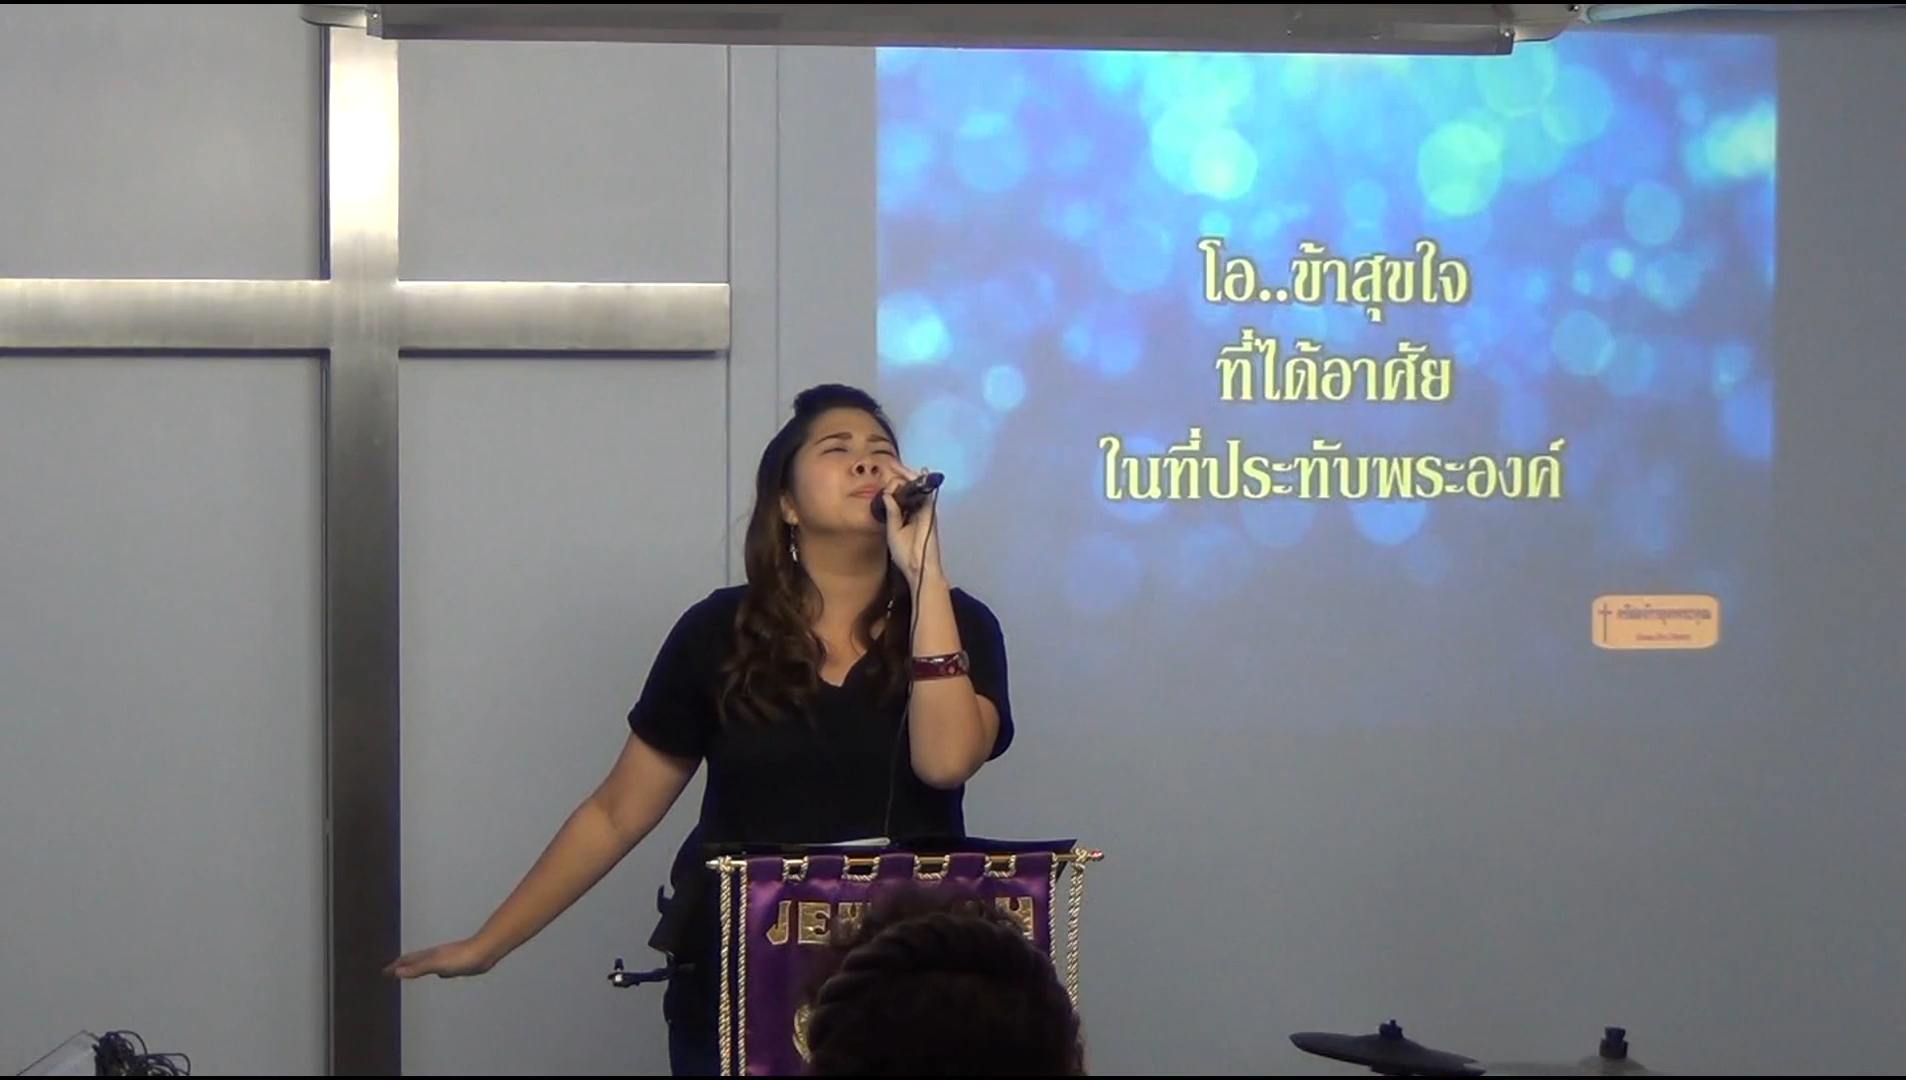 โอ..ข้าสุขใจ
ที่ได้อาศัย
ในที่ประทับพระองค์